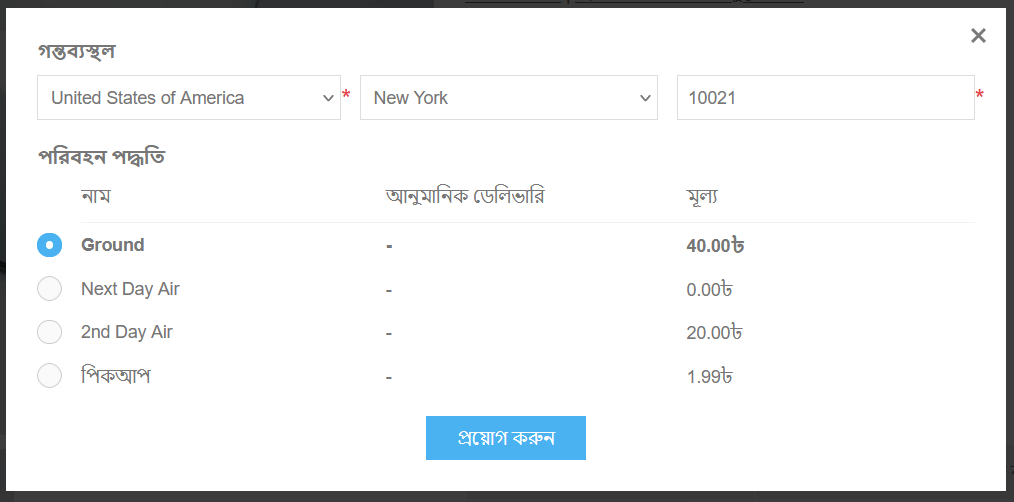 ×
গন্তব্যস্থল
United States of America * New York 10021 *
পরিবহন পদ্ধতি
নাম আনুমানিক ডেলিভারি মূল্য
Ground - 40.00৳
Next Day Air - 0.00৳
2nd Day Air - 20.00৳
পিকআপ - 1.99৳
প্রয়োগ করুন